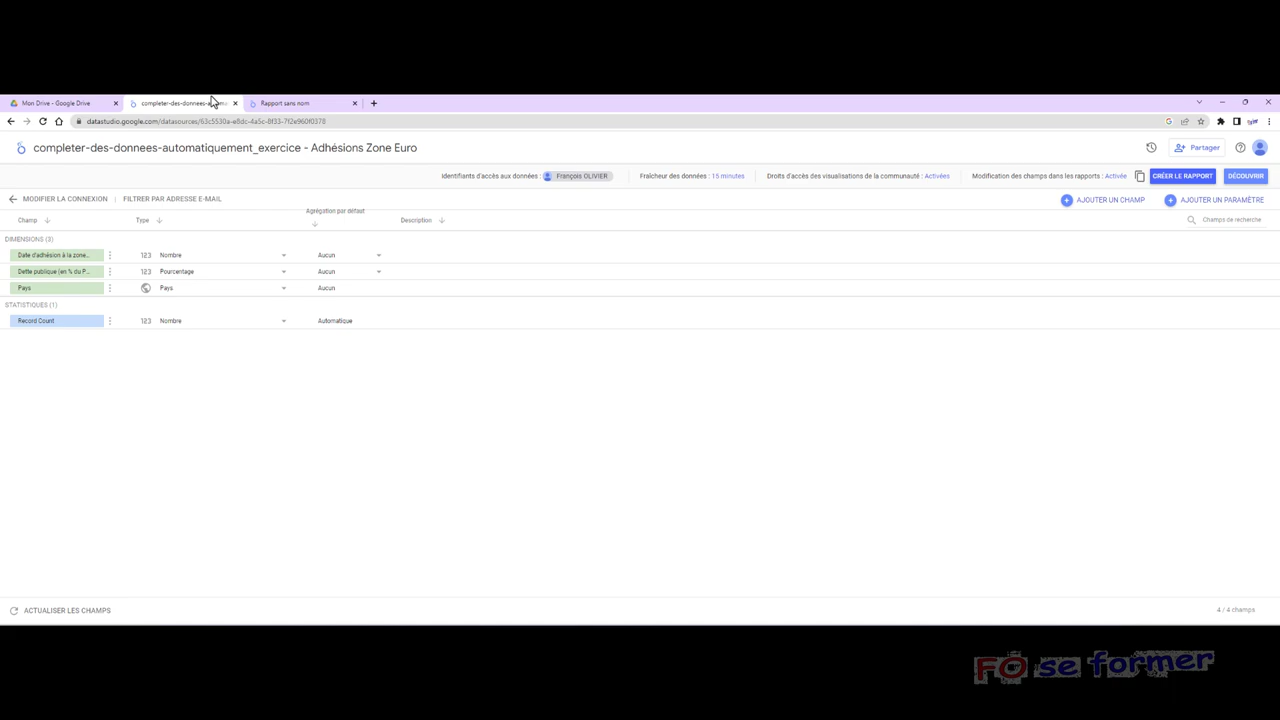 Mon Drive - Google Drive
completer-des-donnees-a
Rapport sans nom
datastudio.google.com/datasources/63c5530a-e8dc-4a5c-8f33-7f2e960f0378
completer-des-donnees-automatiquement_exercice - Adhésions Zone Euro
Partager
Identifiants d'accès aux données : François OLIVIER
Fraîcheur des données : 15 minutes
Droits d'accès des visualisations de la communauté : Activées
Modification des champs dans les rapports : Activée
CRÉER LE RAPPORT
DÉCOUVRIR
MODIFIER LA CONNEXION | FILTRER PAR ADRESSE E-MAIL
AJOUTER UN CHAMP
AJOUTER UN PARAMÈTRE
Champ
Type
Agrégation par défaut
Description
Champs de recherche
DIMENSIONS (3)
Date d'adhésion à la zone... 123 Nombre Aucun
Dette publique (en % du P... 123 Pourcentage Aucun
Pays Pays Aucun
STATISTIQUES (1)
Record Count 123 Nombre Automatique
ACTUALISER LES CHAMPS
4 / 4 champs
FO se former